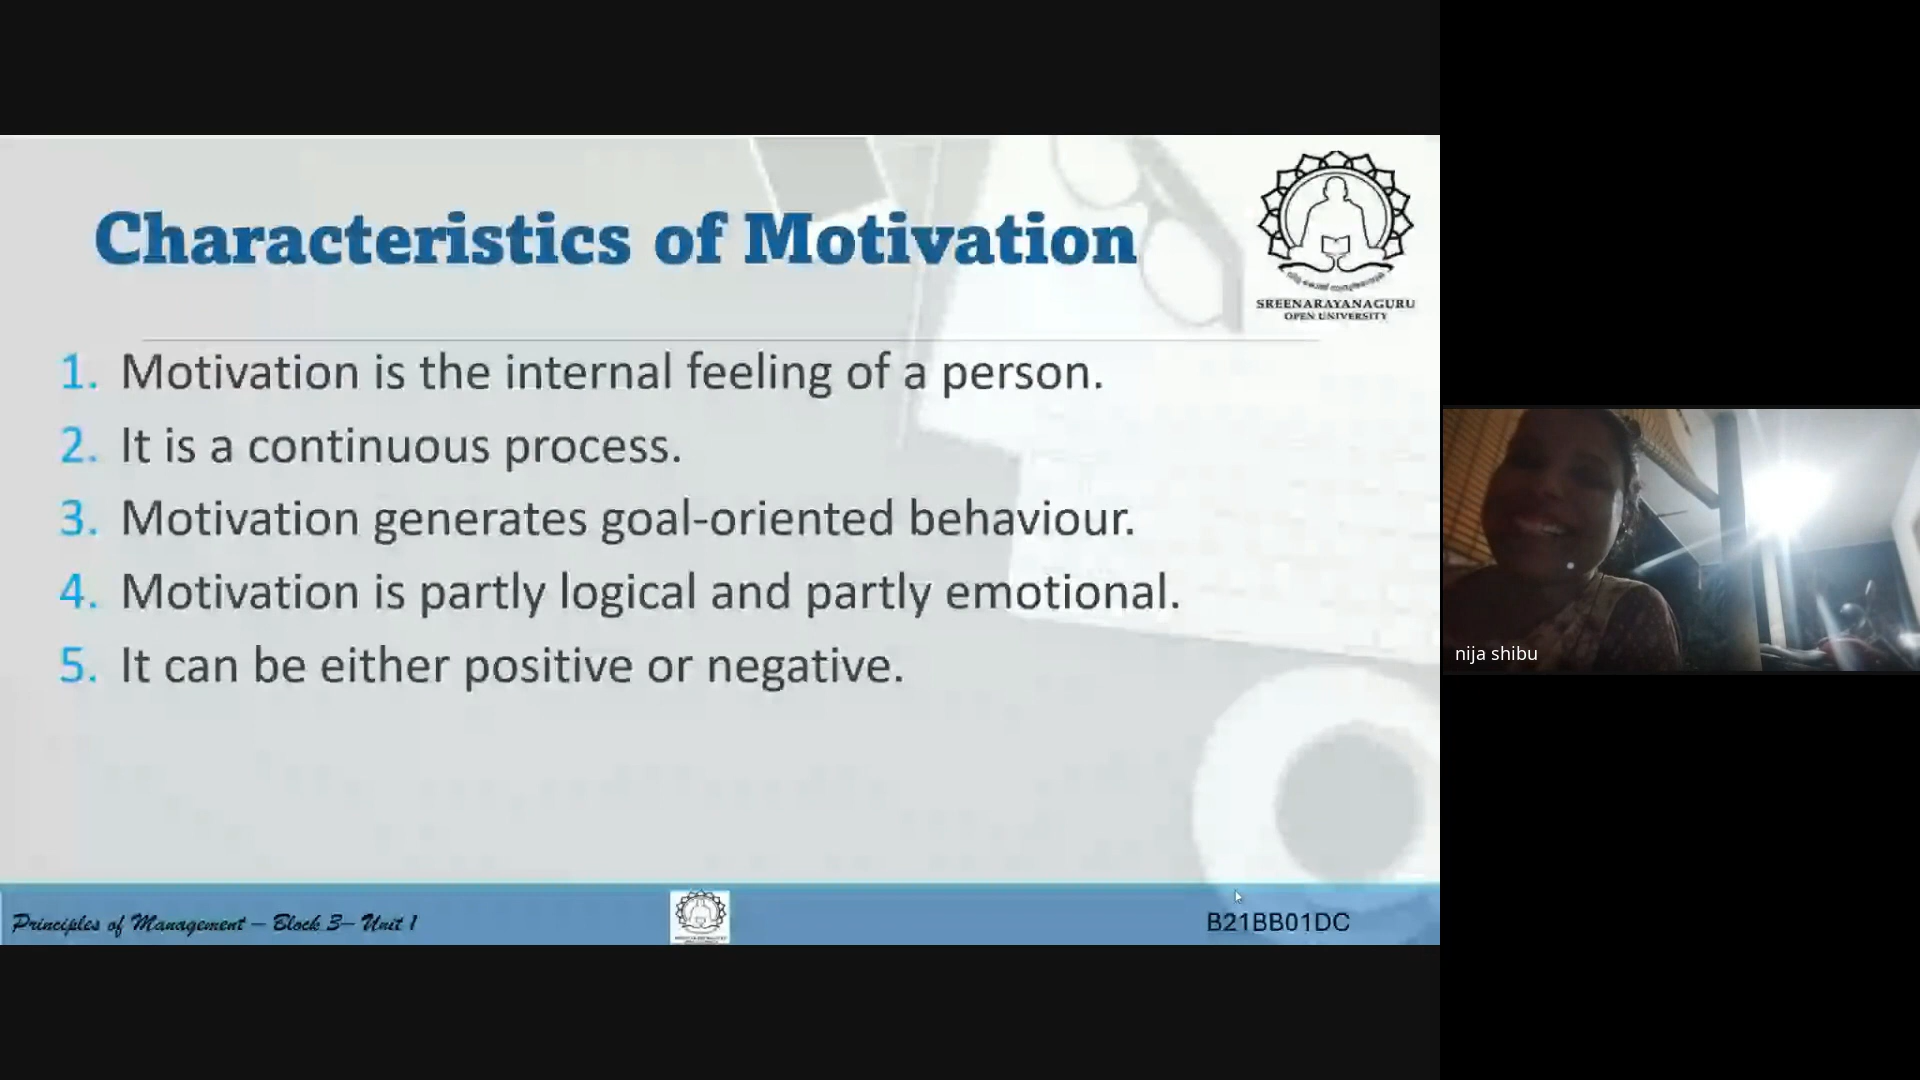 Characteristics of Motivation
SREENARAYANAGURU
OPEN UNIVERSITY
1. Motivation is the internal feeling of a person.
2. It is a continuous process.
3. Motivation generates goal-oriented behaviour.
4. Motivation is partly logical and partly emotional.
5. It can be either positive or negative.
nija shibu
Principles of Management – Block 3– Unit 1
B21BB01DC